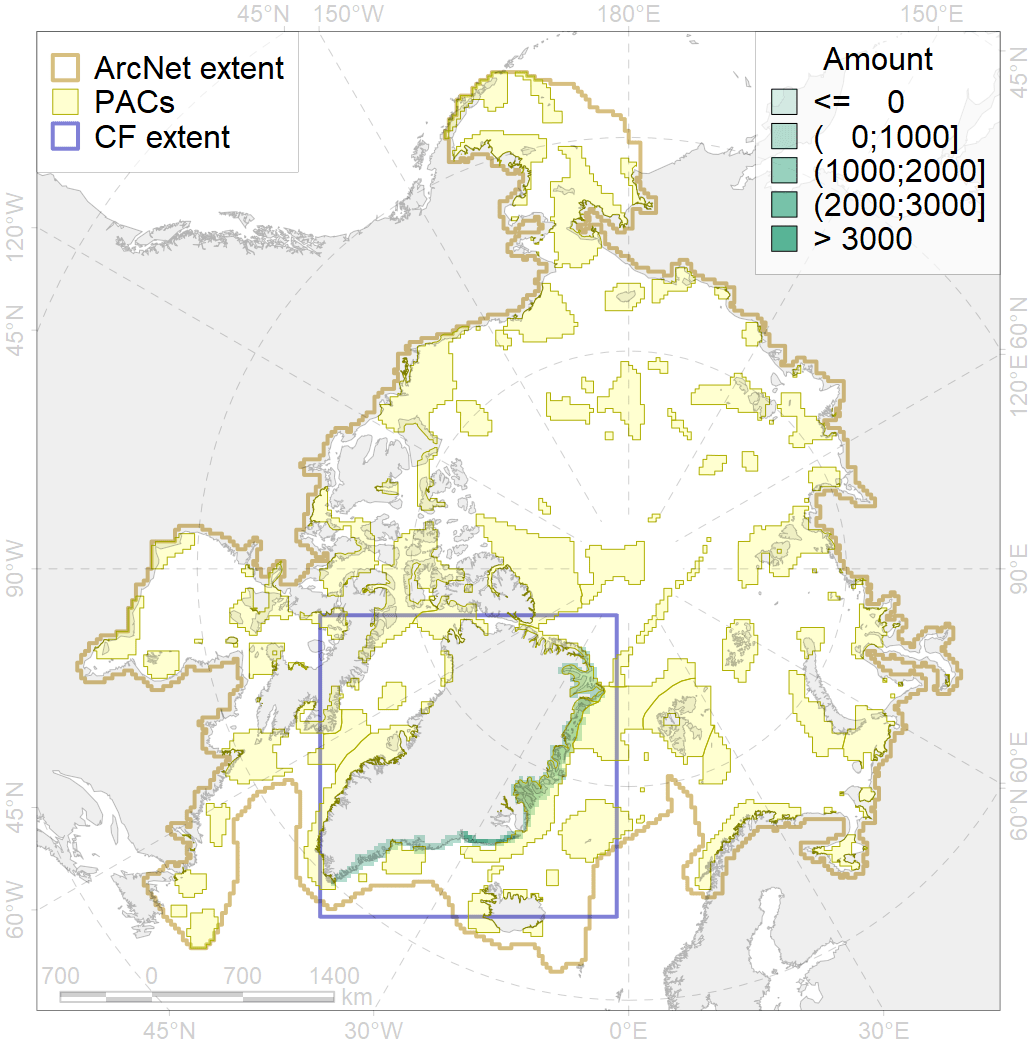 45°N 150°W 180°E 150°E
ArcNet extent
PACs
CF extent
Amount
<= 0
( 0;1000]
(1000;2000]
(2000;3000]
> 3000
45°N
120°W
45°N
90°W
45°N
60°W
60°N
120°E
90°E
60°E
60°N
700 0 700 1400
km
45°N 30°W 0°E 30°E